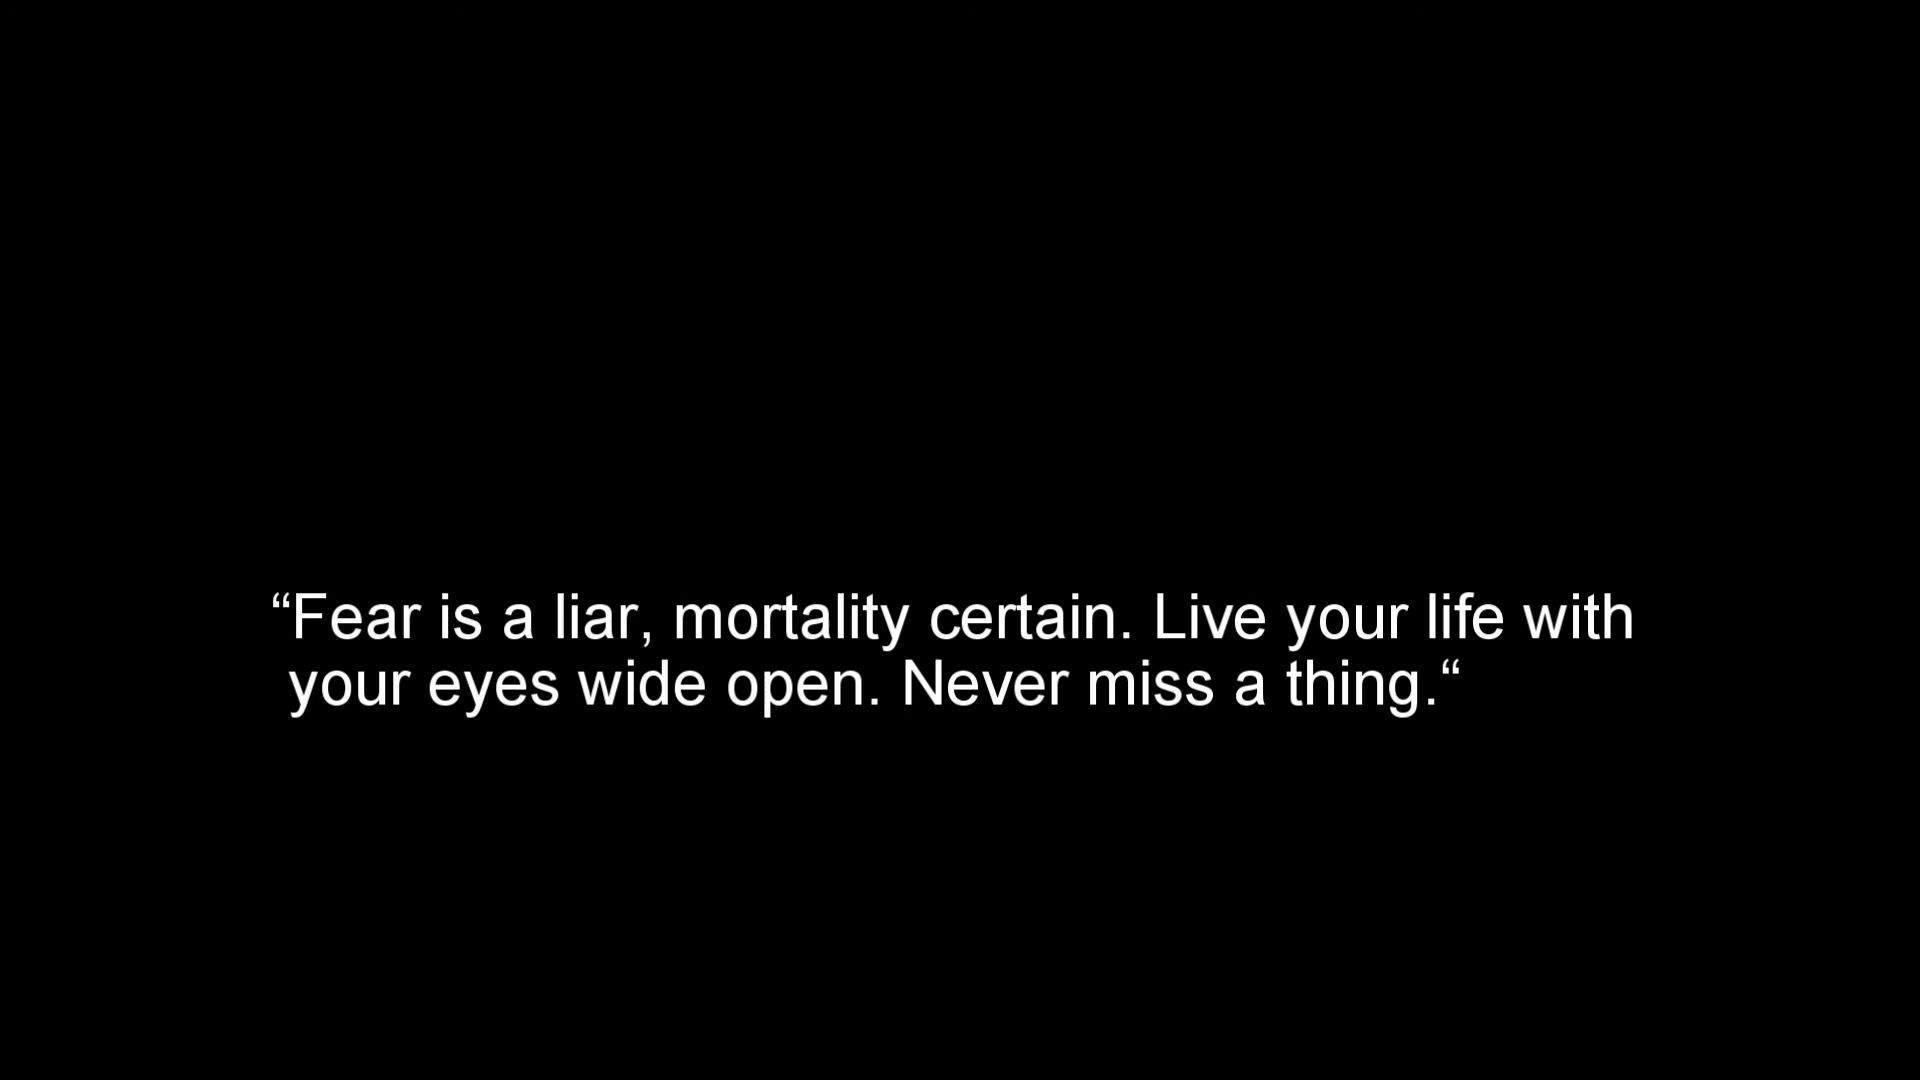 “Fear is a liar, mortality certain. Live your life with
your eyes wide open. Never miss a thing.“